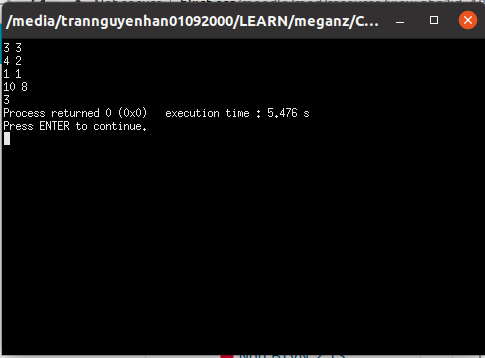 /media/trannguyenhan01092000/LEARN/meganz/C...
3 3
4 2
1 1
10 8
3
Process returned 0 (0x0)   execution time : 5.476 s
Press ENTER to continue.